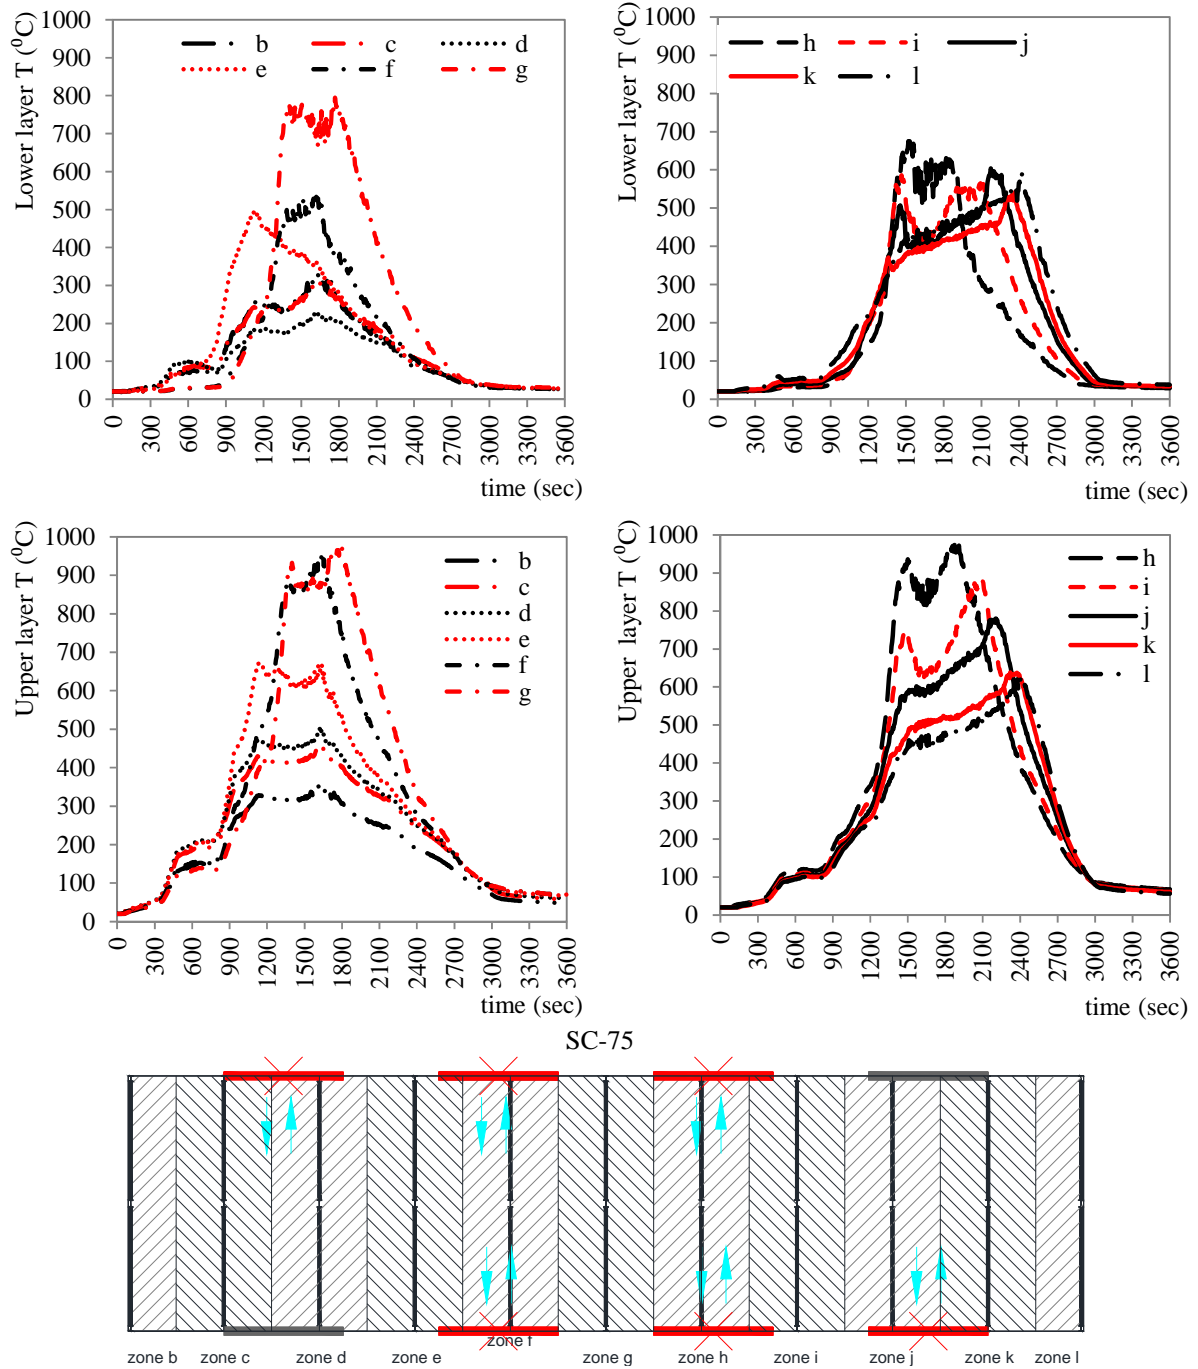 Lower layer T (⁰C)
1000
900
800
700
600
500
400
300
200
100
0
b c d
e f g
0 300 600 900 1200 1500 1800 2100 2400 2700 3000 3300 3600
time (sec)
Lower layer T (⁰C)
1000
900
800
700
600
500
400
300
200
100
0
h i j
k l
0 300 600 900 1200 1500 1800 2100 2400 2700 3000 3300 3600
time (sec)
Upper layer T (⁰C)
1000
900
800
700
600
500
400
300
200
100
0
b
c
d
e
f
g
0 300 600 900 1200 1500 1800 2100 2400 2700 3000 3300 3600
time (sec)
Upper layer T (⁰C)
1000
900
800
700
600
500
400
300
200
100
0
h
i
j
k
l
0 300 600 900 1200 1500 1800 2100 2400 2700 3000 3300 3600
time (sec)
SC-75
zone b zone c zone d zone e zone f zone g zone h zone i zone j zone k zone l